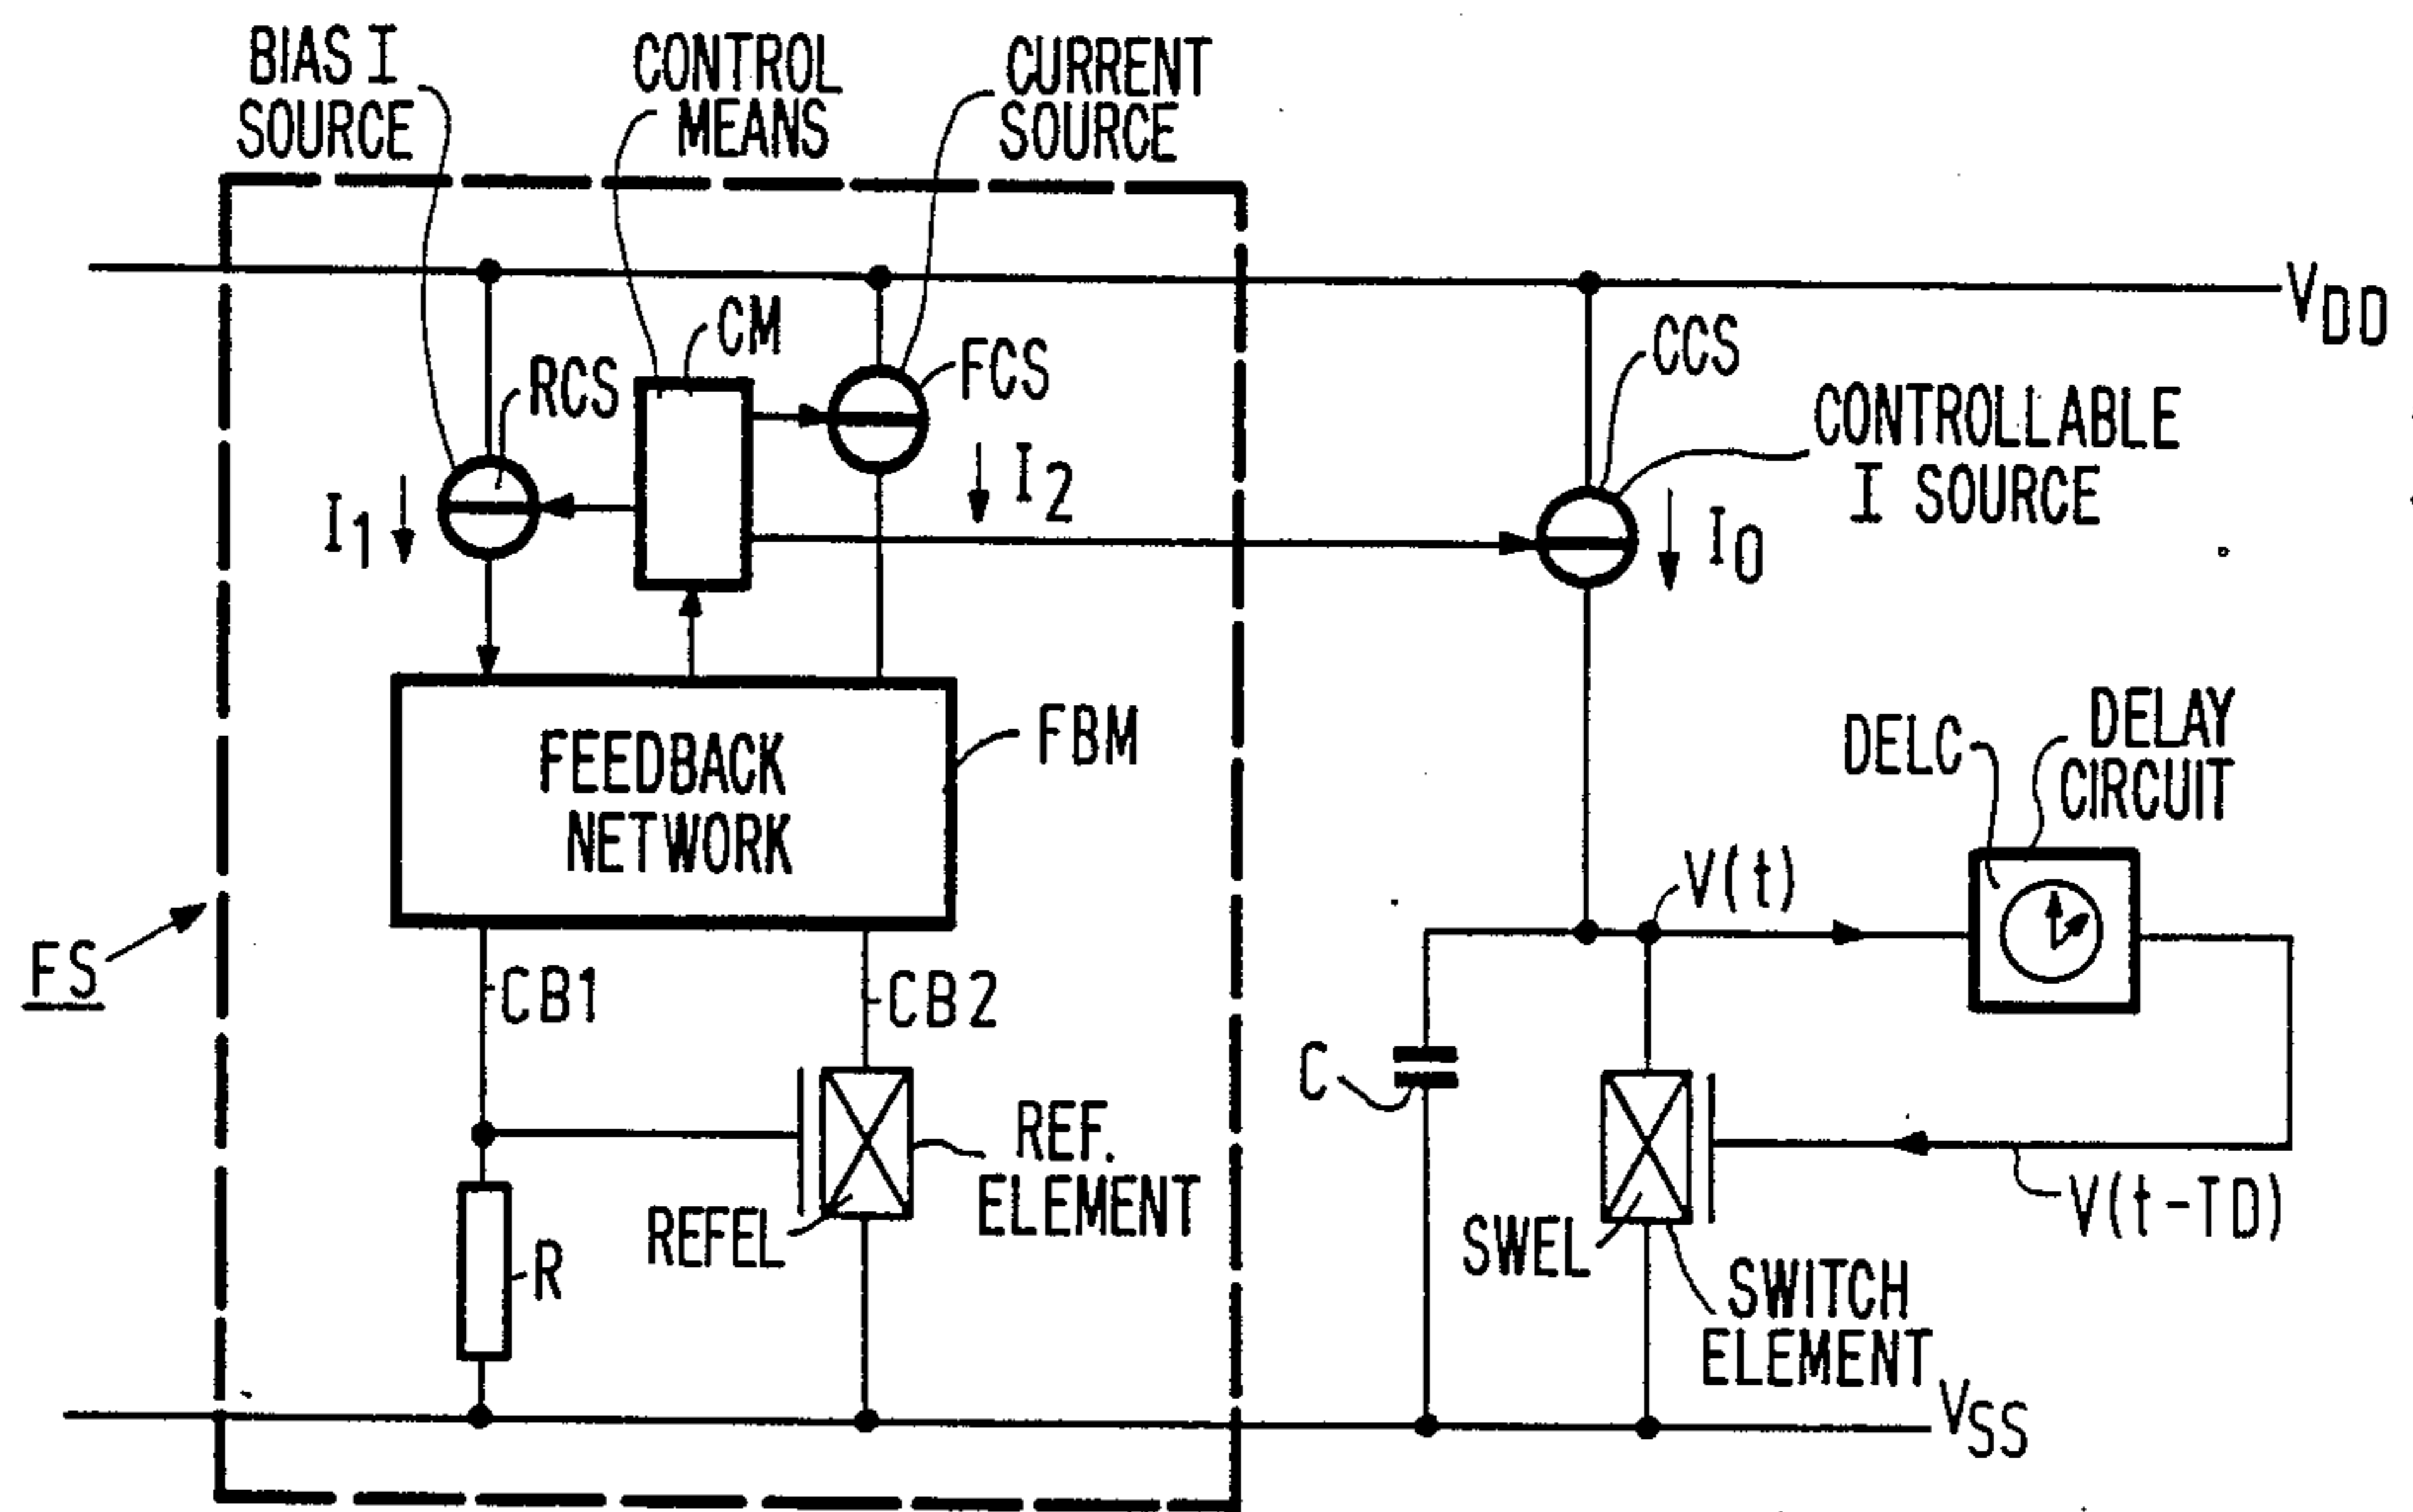 BIAS I
SOURCE
CONTROL
MEANS
CURRENT
SOURCE
VDD
CM
RCS
FCS
CCS
CONTROLLABLE
I SOURCE
I1
I2
I0
FEEDBACK
NETWORK
FBM
DELC
DELAY
CIRCUIT
V(t)
FS
CB1
CB2
C
REF.
ELEMENT
REFEL
R
SWEL
V(t-TD)
SWITCH
ELEMENT
VSS